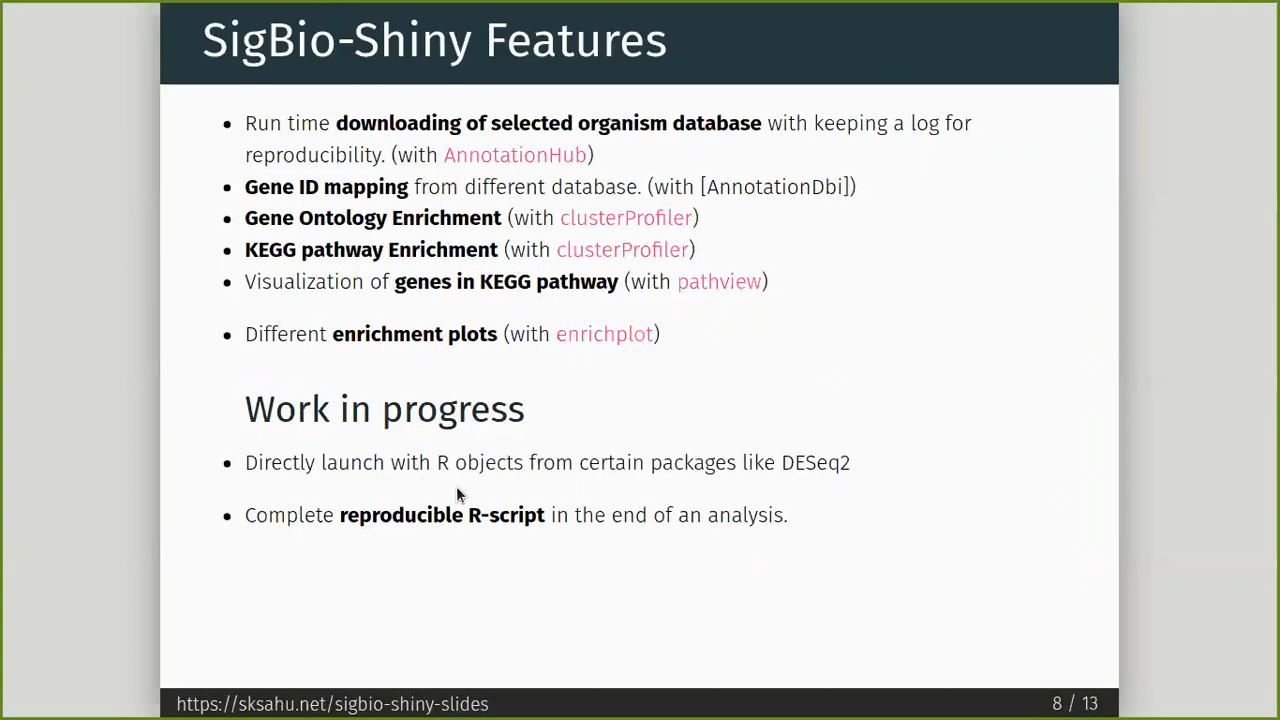 SigBio-Shiny Features
Run time downloading of selected organism database with keeping a log for
reproducibility. (with AnnotationHub)
Gene ID mapping from different database. (with [AnnotationDbi])
Gene Ontology Enrichment (with clusterProfiler)
KEGG pathway Enrichment (with clusterProfiler)
Visualization of genes in KEGG pathway (with pathview)
Different enrichment plots (with enrichplot)
Work in progress
Directly launch with R objects from certain packages like DESeq2
Complete reproducible R-script in the end of an analysis.
https://sksahu.net/sigbio-shiny-slides
8 / 13